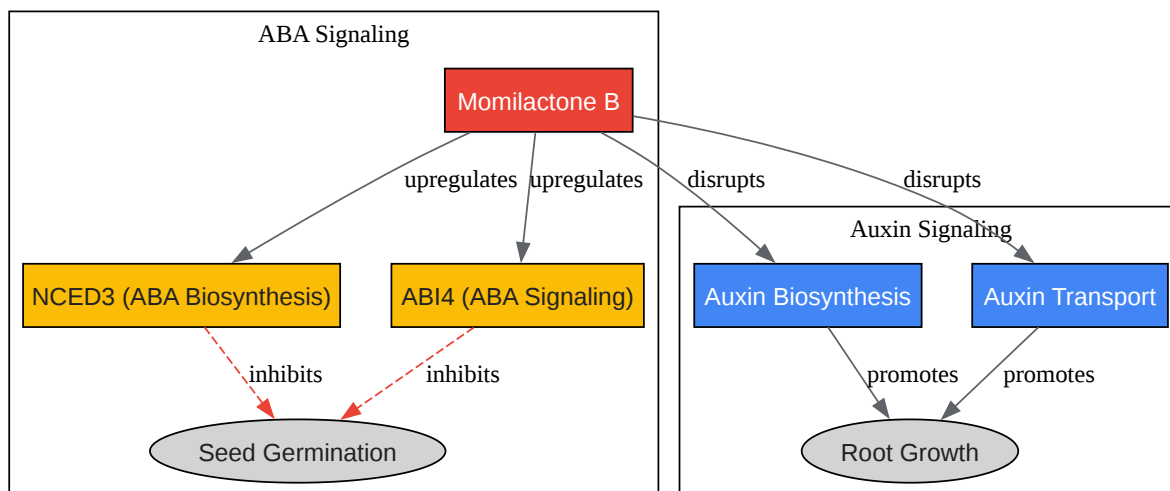 ABA Signaling
Momilactone B
upregulates
upregulates
disrupts
disrupts
Auxin Signaling
NCED3 (ABA Biosynthesis)
ABI4 (ABA Signaling)
Auxin Biosynthesis
Auxin Transport
inhibits
inhibits
promotes
promotes
Seed Germination
Root Growth